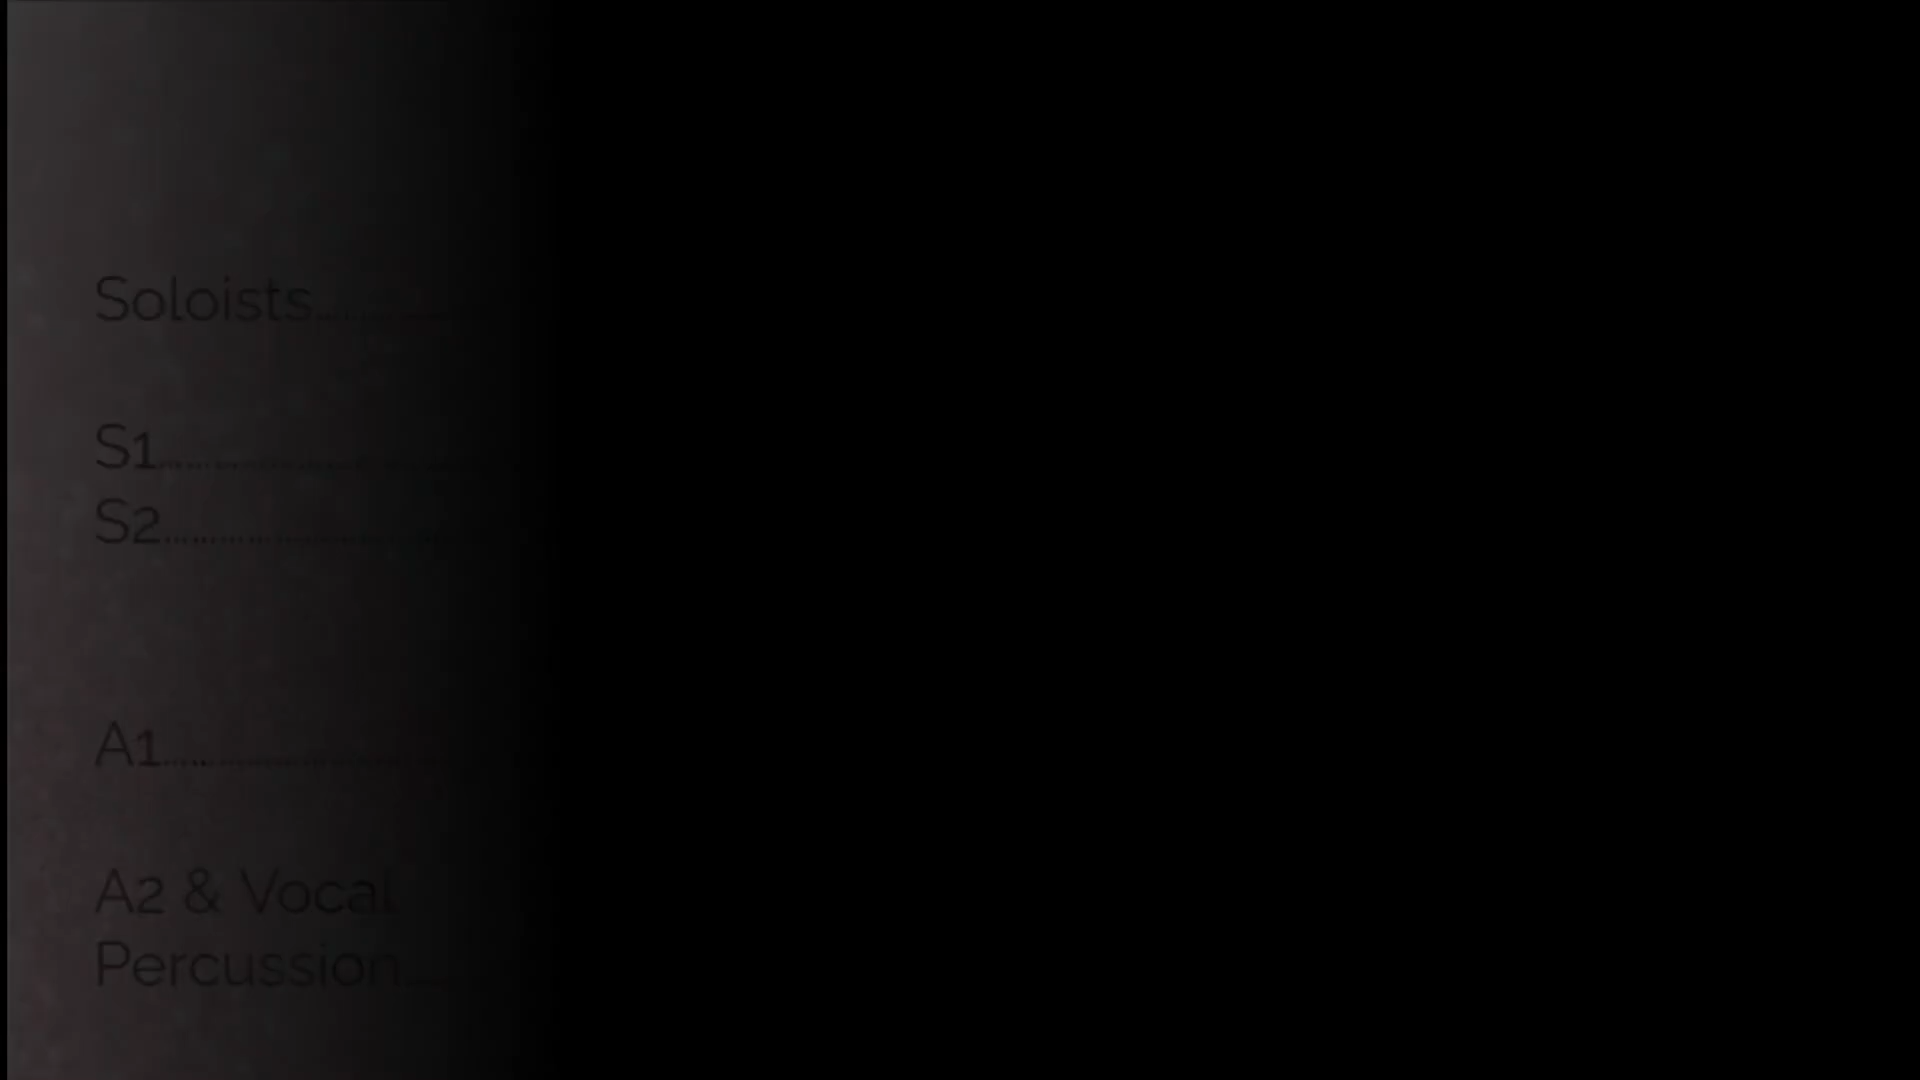 Soloists....................
S1..............................
S2..............................
A1..............................
A2 & Vocal
Percussion.....